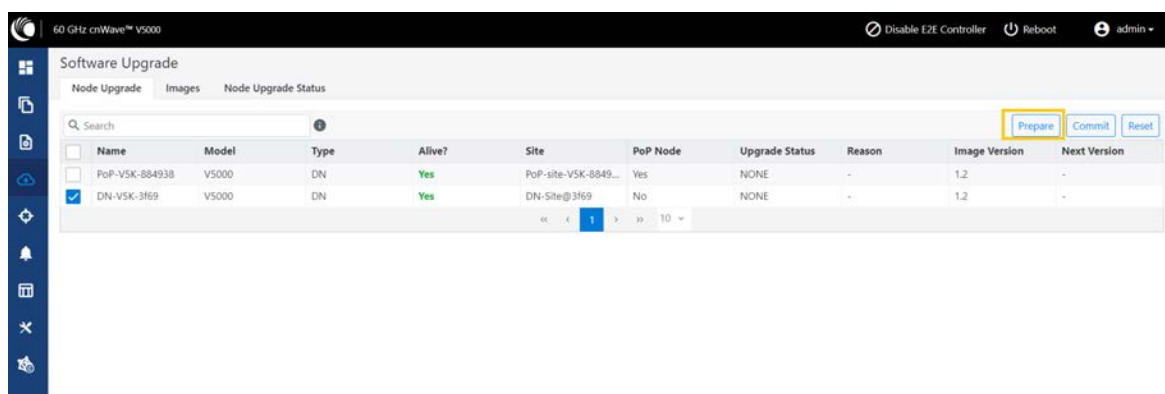 60 GHz cnWave™ V5000 Disable E2E Controller Reboot admin
Software Upgrade
Node Upgrade Images Node Upgrade Status
Search Prepare Commit Reset
Name Model Type Alive? Site PoP Node Upgrade Status Reason Image Version Next Version
PoP-V5K-884938 V5000 DN Yes PoP-site-V5K-8849... Yes NONE - 1.2 -
DN-V5K-3f69 V5000 DN Yes DN-Site@3f69 No NONE - 1.2 -
« ‹ 1 › » 10